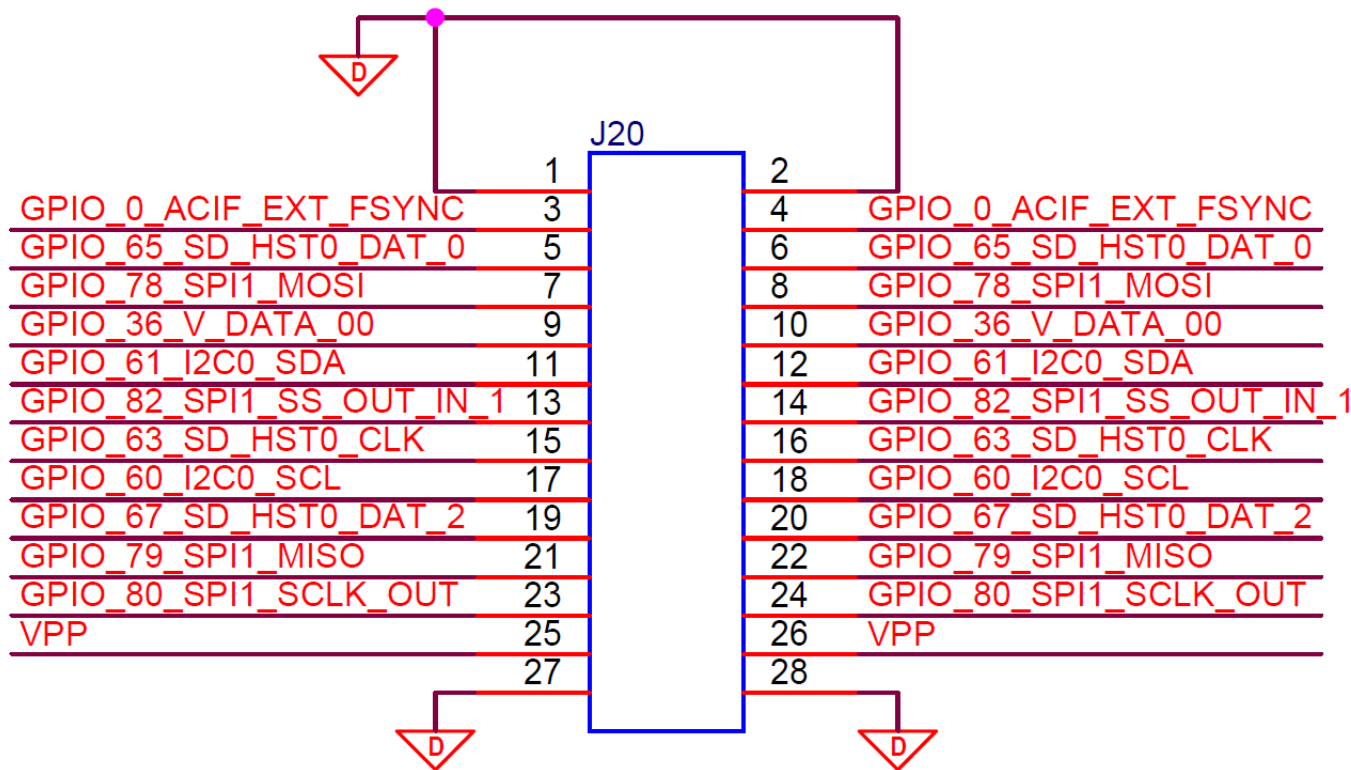 D
J20
1 2
GPIO_0_ACIF_EXT_FSYNC 3 4 GPIO_0_ACIF_EXT_FSYNC
GPIO_65_SD_HST0_DAT_0 5 6 GPIO_65_SD_HST0_DAT_0
GPIO_78_SPI1_MOSI 7 8 GPIO_78_SPI1_MOSI
GPIO_36_V_DATA_00 9 10 GPIO_36_V_DATA_00
GPIO_61_I2C0_SDA 11 12 GPIO_61_I2C0_SDA
GPIO_82_SPI1_SS_OUT_IN_1 13 14 GPIO_82_SPI1_SS_OUT_IN_1
GPIO_63_SD_HST0_CLK 15 16 GPIO_63_SD_HST0_CLK
GPIO_60_I2C0_SCL 17 18 GPIO_60_I2C0_SCL
GPIO_67_SD_HST0_DAT_2 19 20 GPIO_67_SD_HST0_DAT_2
GPIO_79_SPI1_MISO 21 22 GPIO_79_SPI1_MISO
GPIO_80_SPI1_SCLK_OUT 23 24 GPIO_80_SPI1_SCLK_OUT
VPP 25 26 VPP
27 28
D D